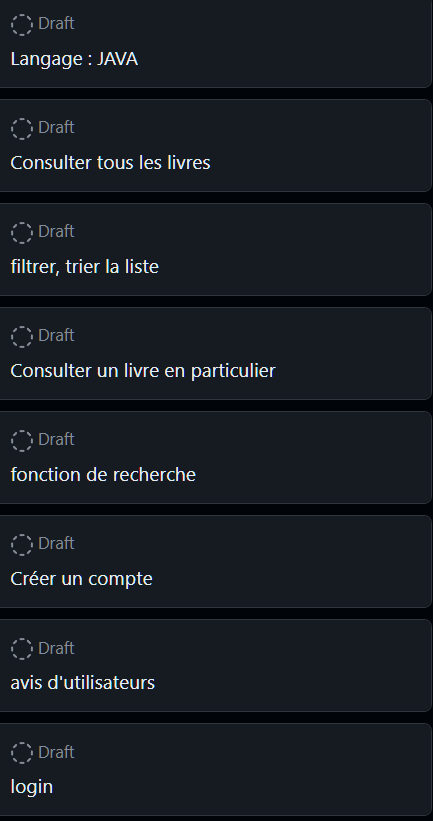 Draft
Langage : JAVA
Draft
Consulter tous les livres
Draft
filtrer, trier la liste
Draft
Consulter un livre en particulier
Draft
fonction de recherche
Draft
Créer un compte
Draft
avis d'utilisateurs
Draft
login